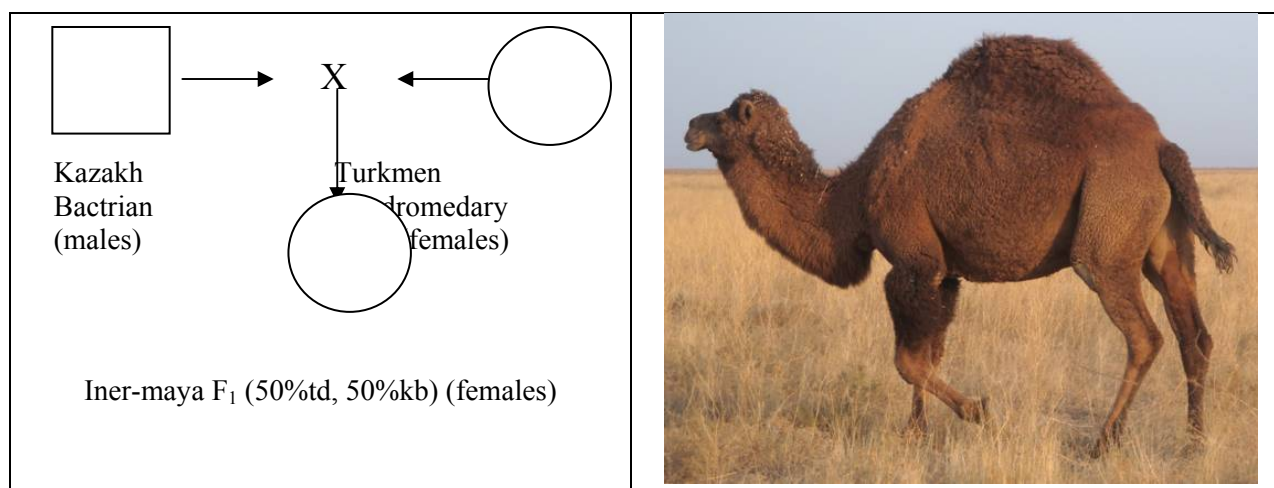 X
Kazakh
Bactrian
(males)
Turkmen
dromedary
females)
Iner-maya F₁ (50%td, 50%kb) (females)